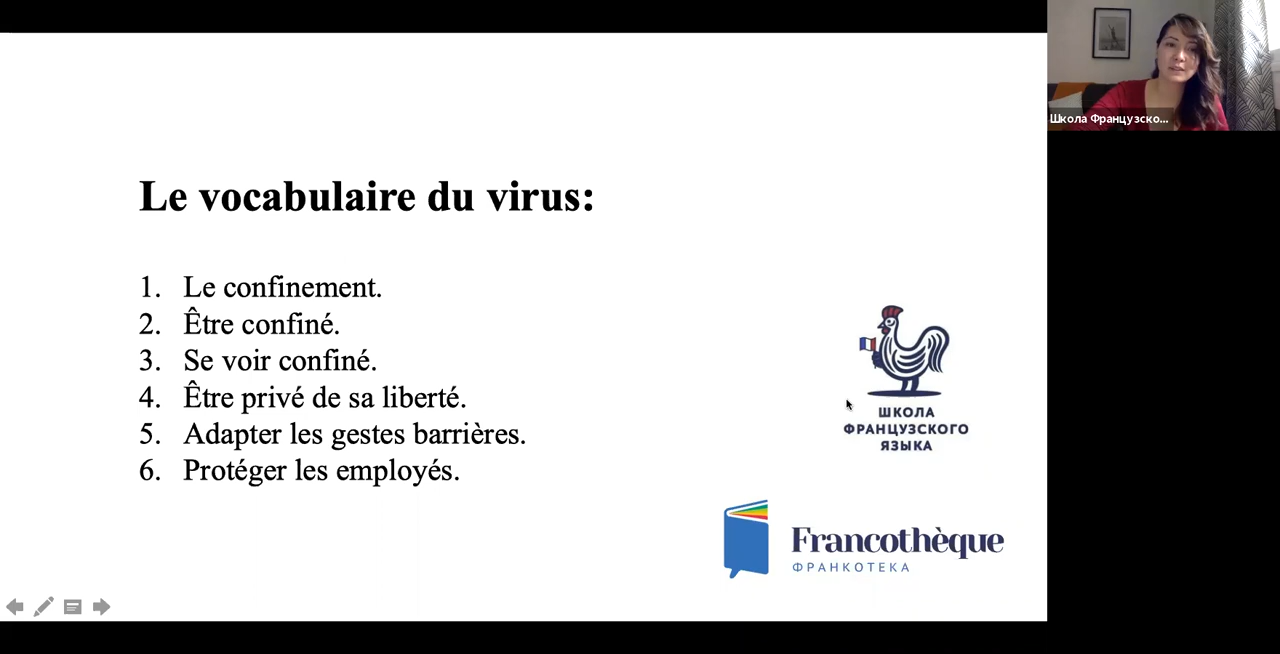 Le vocabulaire du virus:
1. Le confinement.
2. Être confiné.
3. Se voir confiné.
4. Être privé de sa liberté.
5. Adapter les gestes barrières.
6. Protéger les employés.
ШКОЛА
ФРАНЦУЗСКОГО
ЯЗЫКА
Francothèque
ФРАНКОТЕКА
Школа Французско...